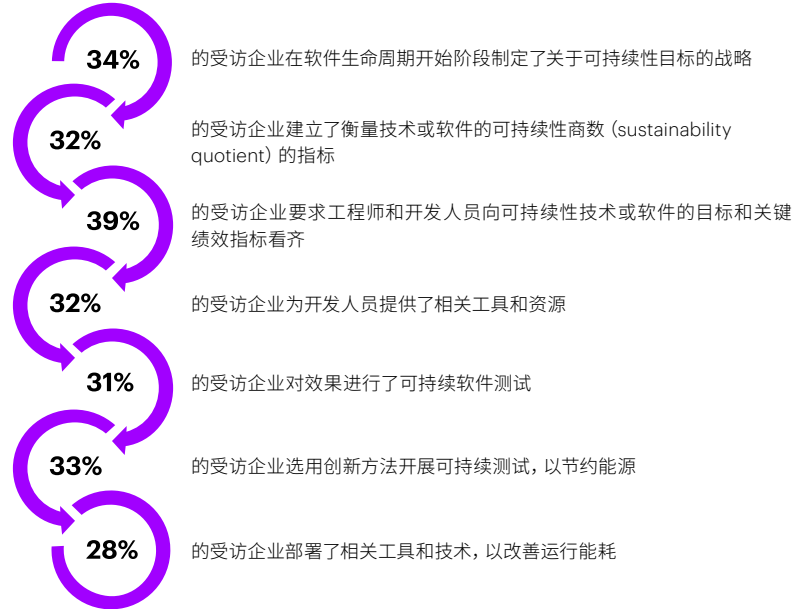 34%
的受访企业在软件生命周期开始阶段制定了关于可持续性目标的战略
32%
的受访企业建立了衡量技术或软件的可持续性商数（sustainability
quotient）的指标
39%
的受访企业要求工程师和开发人员向可持续性技术或软件的目标和关键
绩效指标看齐
32%
的受访企业为开发人员提供了相关工具和资源
31%
的受访企业对效果进行了可持续软件测试
33%
的受访企业选用创新方法开展可持续测试，以节约能源
28%
的受访企业部署了相关工具和技术，以改善运行能耗